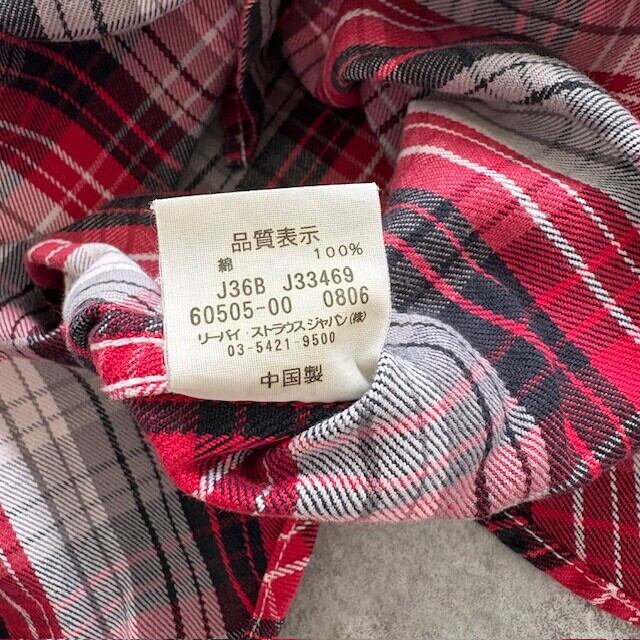 品質表示
綿 100%
J36B J33469
60505-00 0806
リーバイ・ストラウス ジャパン(株)
03-5421-9500
中国製